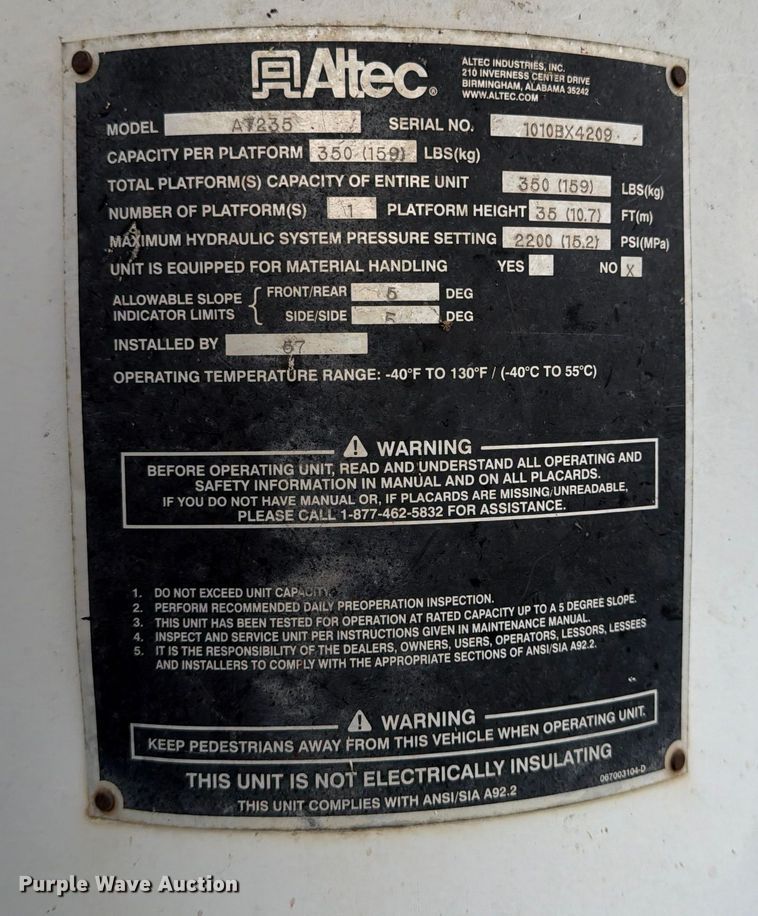 Altec®
ALTEC INDUSTRIES, INC.
210 INVERNESS CENTER DRIVE
BIRMINGHAM, ALABAMA 35242
WWW.ALTEC.COM
MODEL AT235 SERIAL NO. 1010BX4209
CAPACITY PER PLATFORM 350 (159) LBS(kg)
TOTAL PLATFORM(S) CAPACITY OF ENTIRE UNIT 350 (159) LBS(kg)
NUMBER OF PLATFORM(S) 1 PLATFORM HEIGHT 35 (10.7) FT(m)
MAXIMUM HYDRAULIC SYSTEM PRESSURE SETTING 2200 (15.2) PSI(MPa)
UNIT IS EQUIPPED FOR MATERIAL HANDLING YES NO X
ALLOWABLE SLOPE INDICATOR LIMITS { FRONT/REAR 5 DEG
SIDE/SIDE 5 DEG
INSTALLED BY 67
OPERATING TEMPERATURE RANGE: -40°F TO 130°F / (-40°C TO 55°C)
WARNING
BEFORE OPERATING UNIT, READ AND UNDERSTAND ALL OPERATING AND
SAFETY INFORMATION IN MANUAL AND ON ALL PLACARDS.
IF YOU DO NOT HAVE MANUAL OR, IF PLACARDS ARE MISSING/UNREADABLE,
PLEASE CALL 1-877-462-5832 FOR ASSISTANCE.
1. DO NOT EXCEED UNIT CAPACITY.
2. PERFORM RECOMMENDED DAILY PREOPERATION INSPECTION.
3. THIS UNIT HAS BEEN TESTED FOR OPERATION AT RATED CAPACITY UP TO A 5 DEGREE SLOPE.
4. INSPECT AND SERVICE UNIT PER INSTRUCTIONS GIVEN IN MAINTENANCE MANUAL.
5. IT IS THE RESPONSIBILITY OF THE DEALERS, OWNERS, USERS, OPERATORS, LESSORS, LESSEES
AND INSTALLERS TO COMPLY WITH THE APPROPRIATE SECTIONS OF ANSI/SIA A92.2.
WARNING
KEEP PEDESTRIANS AWAY FROM THIS VEHICLE WHEN OPERATING UNIT.
THIS UNIT IS NOT ELECTRICALLY INSULATING
THIS UNIT COMPLIES WITH ANSI/SIA A92.2
067003104-D
Purple Wave Auction